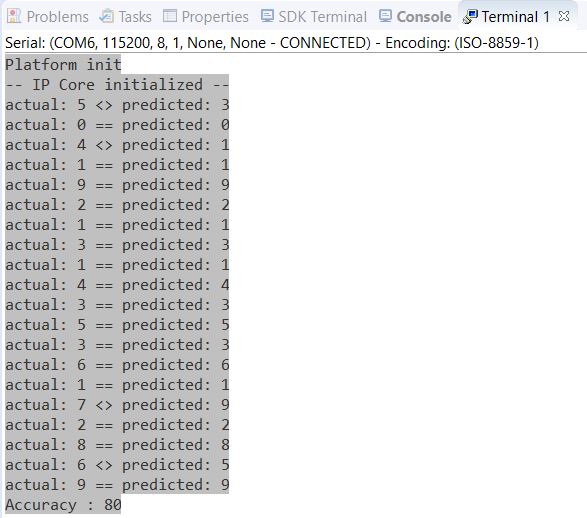 Problems Tasks Properties SDK Terminal Console Terminal 1
Serial: (COM6, 115200, 8, 1, None, None - CONNECTED) - Encoding: (ISO-8859-1)
Platform init
-- IP Core initialized --
actual: 5 <> predicted: 3
actual: 0 == predicted: 0
actual: 4 <> predicted: 1
actual: 1 == predicted: 1
actual: 9 == predicted: 9
actual: 2 == predicted: 2
actual: 1 == predicted: 1
actual: 3 == predicted: 3
actual: 1 == predicted: 1
actual: 4 == predicted: 4
actual: 3 == predicted: 3
actual: 5 == predicted: 5
actual: 3 == predicted: 3
actual: 6 == predicted: 6
actual: 1 == predicted: 1
actual: 7 <> predicted: 9
actual: 2 == predicted: 2
actual: 8 == predicted: 8
actual: 6 <> predicted: 5
actual: 9 == predicted: 9
Accuracy : 80